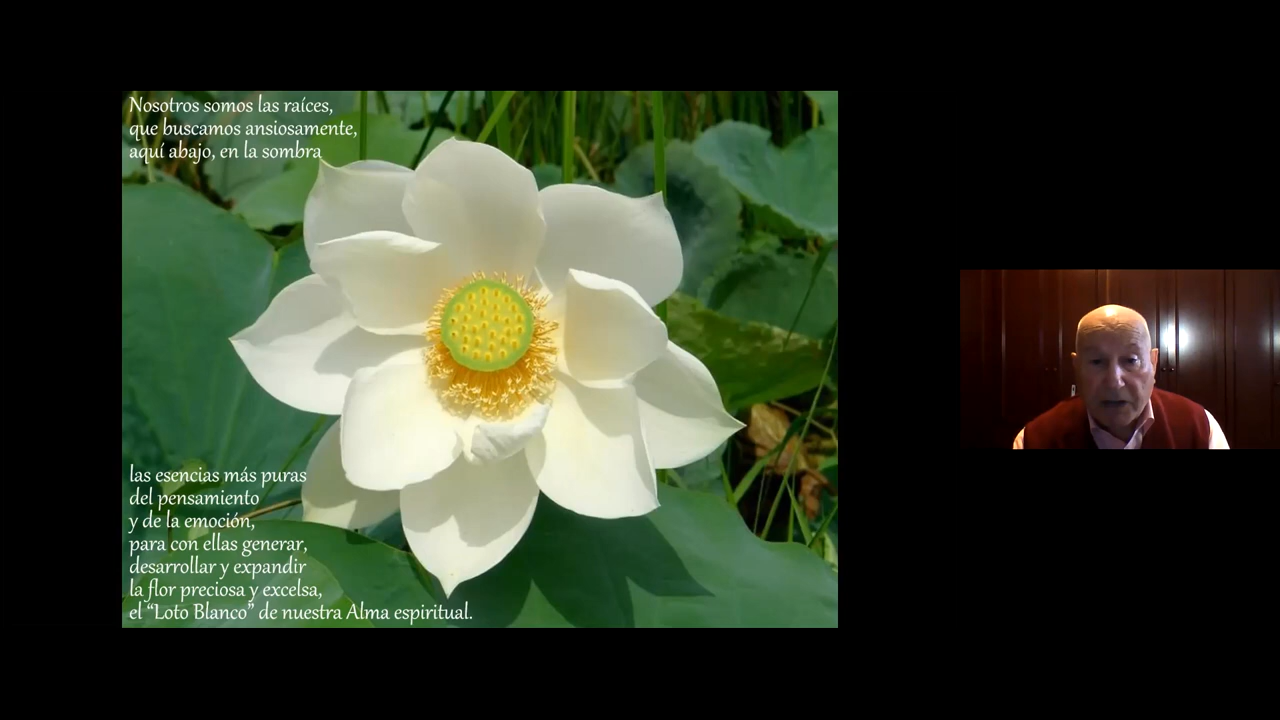 Nosotros somos las raíces,
que buscamos ansiosamente,
aquí abajo, en la sombra
las esencias más puras
del pensamiento
y de la emoción,
para con ellas generar,
desarrollar y expandir
la flor preciosa y excelsa,
el “Loto Blanco” de nuestra Alma espiritual.